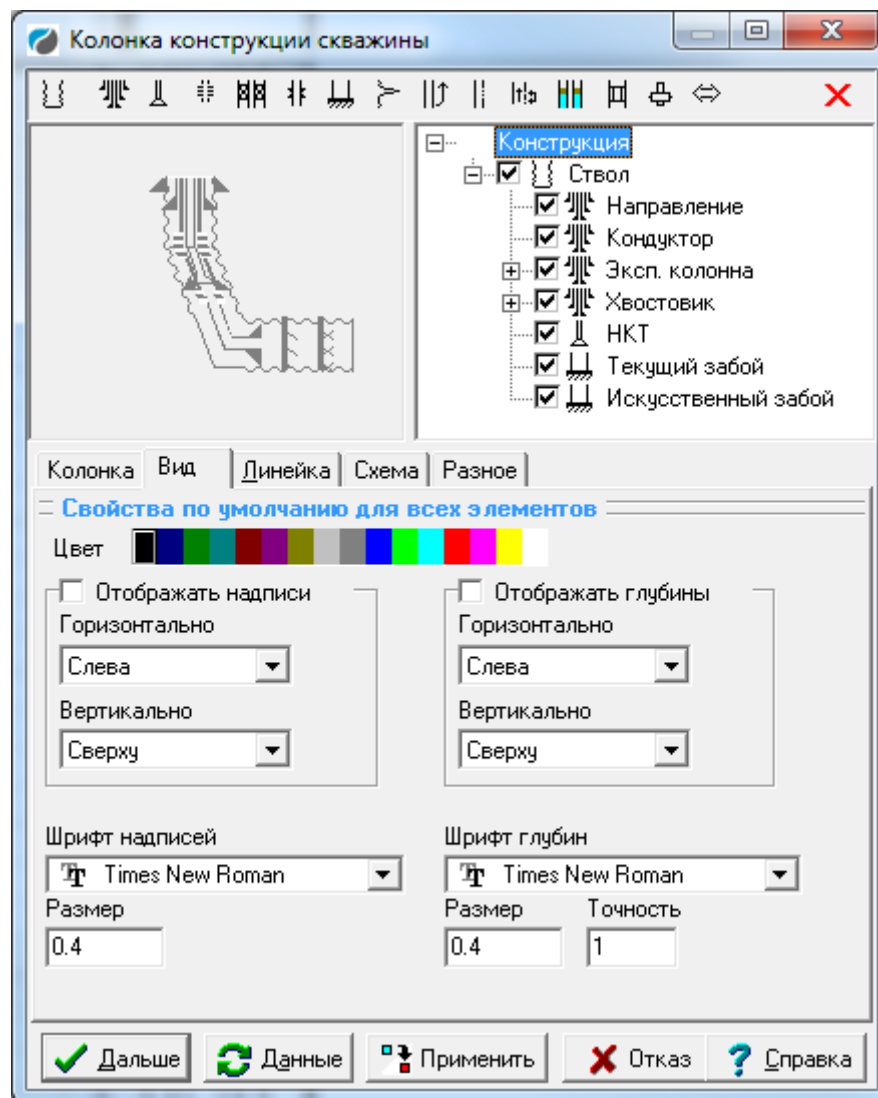 Колонка конструкции скважины
Конструкция
Ствол
Направление
Кондуктор
Эксп. колонна
Хвостовик
НКТ
Текущий забой
Искусственный забой
Колонка Вид Линейка Схема Разное
Свойства по умолчанию для всех элементов
Цвет
Отображать надписи Отображать глубины
Горизонтально Горизонтально
Слева Слева
Вертикально Вертикально
Сверху Сверху
Шрифт надписей Шрифт глубин
Times New Roman Times New Roman
Размер Размер Точность
0.4 0.4 1
Дальше Данные Применить Отказ Справка